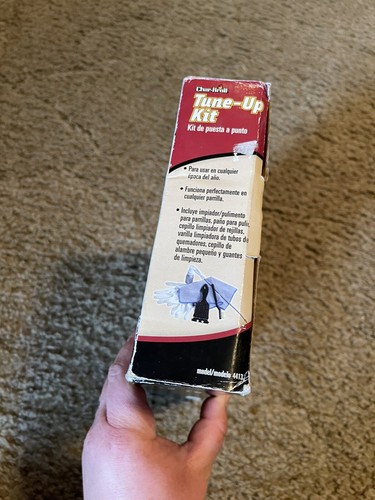 Char-Broil
Tune-Up
Kit
Kit de puesta a punto
• Para usar en cualquier
época del año.
• Funciona perfectamente en
cualquier parrilla.
• Incluye impiador/pulimento
para parrillas, paño para pulir,
cepillo limpiador de rejillas,
varilla limpiadora de tubos de
quemadores, cepillo de
alambre pequeño y guantes
de limpieza.
model/modelo 4413